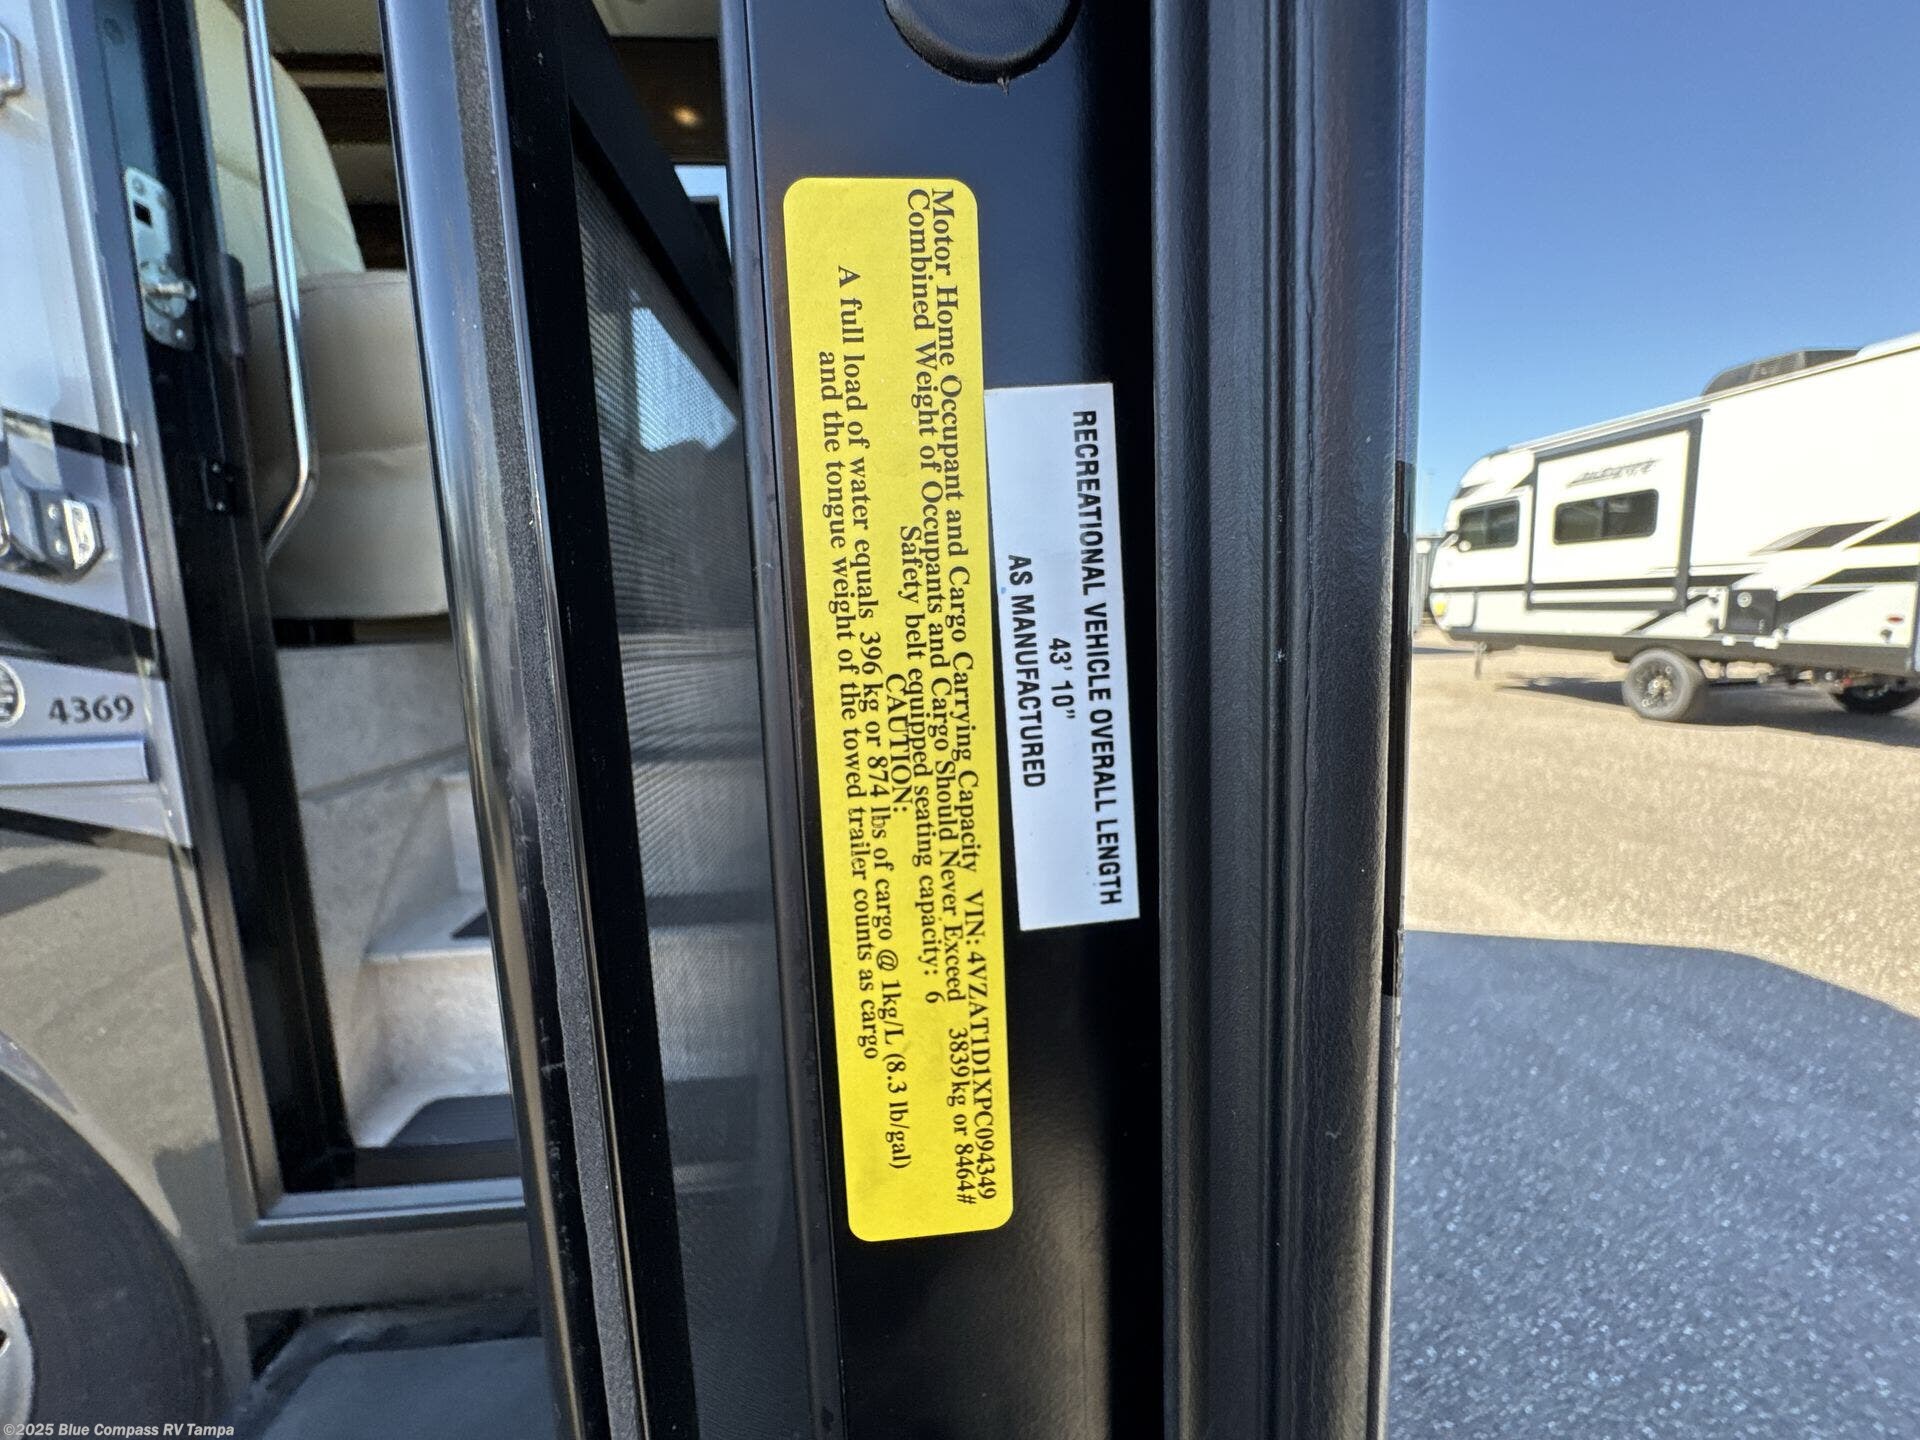 Motor Home Occupant and Cargo Carrying Capacity VIN: 4VZAT1D1XPC094349
Combined Weight of Occupants and Cargo Should Never Exceed 3839kg or 8464#
Safety belt equipped seating capacity: 6
CAUTION:
A full load of water equals 396 kg or 874 lbs of cargo @ 1kg/L (8.3 lb/gal)
and the tongue weight of the towed trailer counts as cargo
RECREATIONAL VEHICLE OVERALL LENGTH
43' 10"
AS MANUFACTURED
4369
©2025 Blue Compass RV Tampa